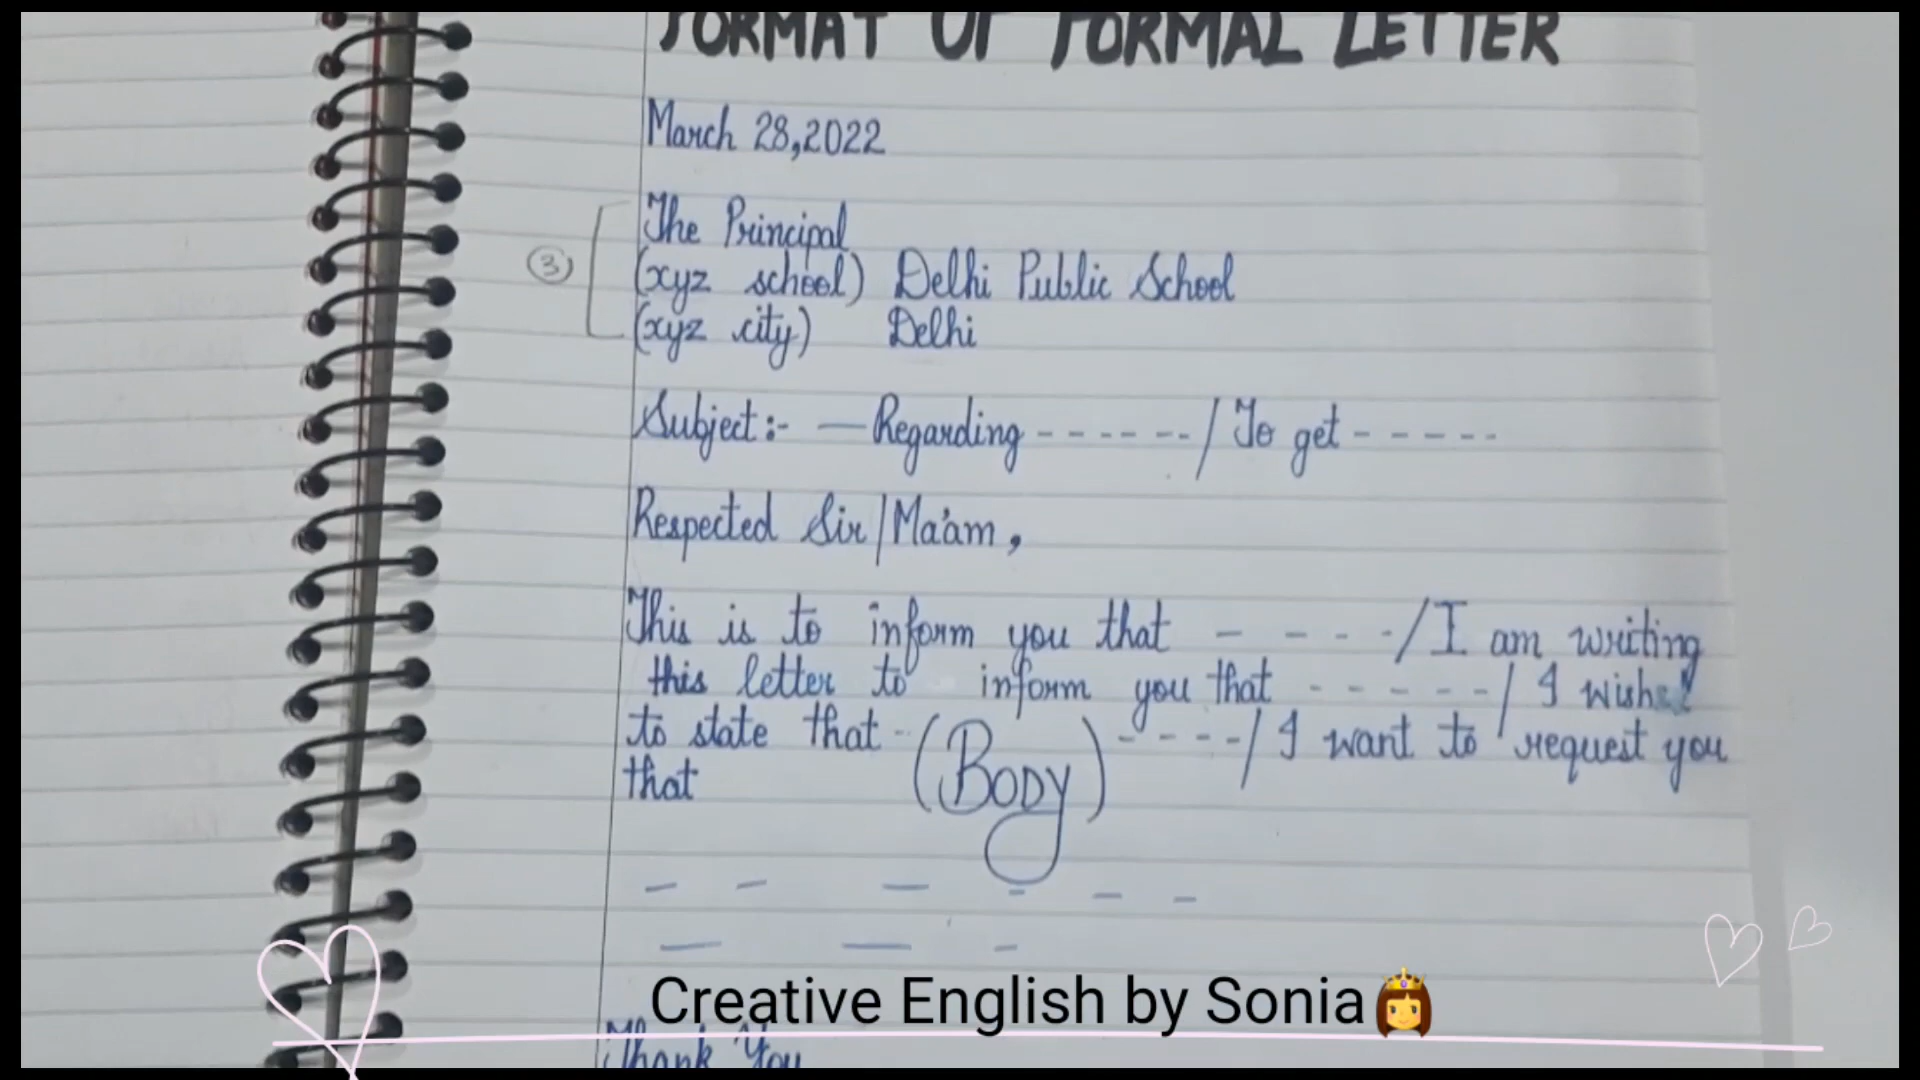 FORMAT OF FORMAL LETTER
March 28,2022
The Principal
③ (xyz school) Delhi Public School
(xyz city) Delhi
Subject:- — Regarding ------/ To get -----
Respected Sir/Ma'am,
This is to inform you that - - - - -/I am writing
this letter to inform you that - - - - - -/ I wish
to state that - (BODY) - - - -/ I want to request you
that
Thank You
Creative English by Sonia👸